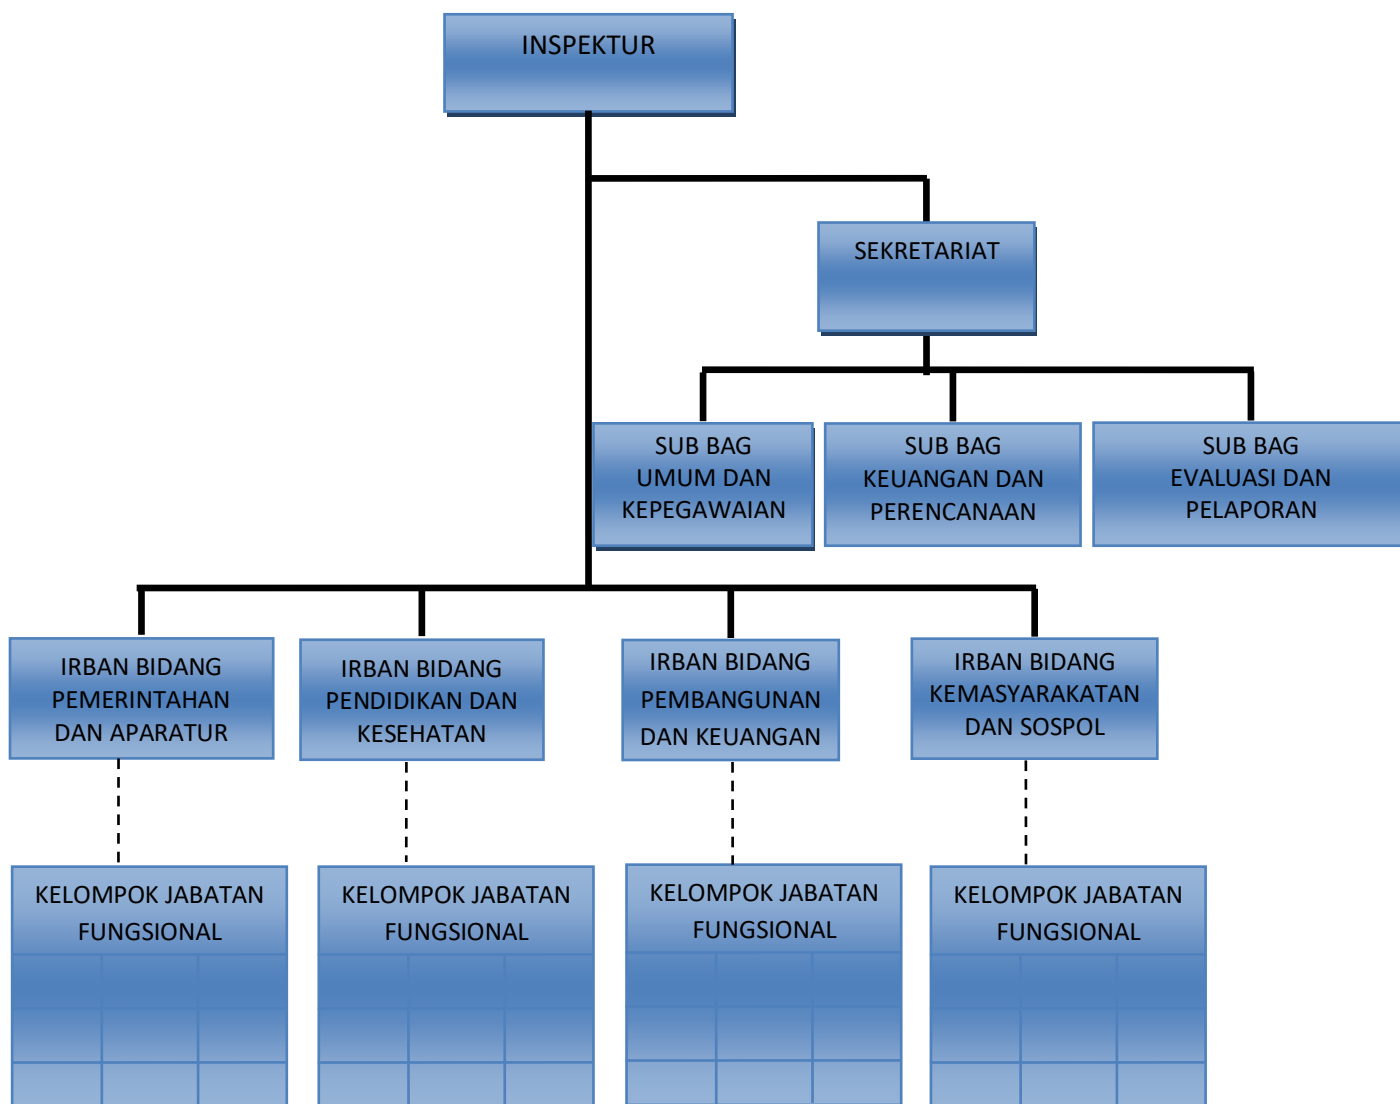 INSPEKTUR
SEKRETARIAT
SUB BAG
UMUM DAN
KEPEGAWAIAN
SUB BAG
KEUANGAN DAN
PERENCANAAN
SUB BAG
EVALUASI DAN
PELAPORAN
IRBAN BIDANG
PEMERINTAHAN
DAN APARATUR
IRBAN BIDANG
PENDIDIKAN DAN
KESEHATAN
IRBAN BIDANG
PEMBANGUNAN
DAN KEUANGAN
IRBAN BIDANG
KEMASYARAKATAN
DAN SOSPOL
KELOMPOK JABATAN
FUNGSIONAL
KELOMPOK JABATAN
FUNGSIONAL
KELOMPOK JABATAN
FUNGSIONAL
KELOMPOK JABATAN
FUNGSIONAL